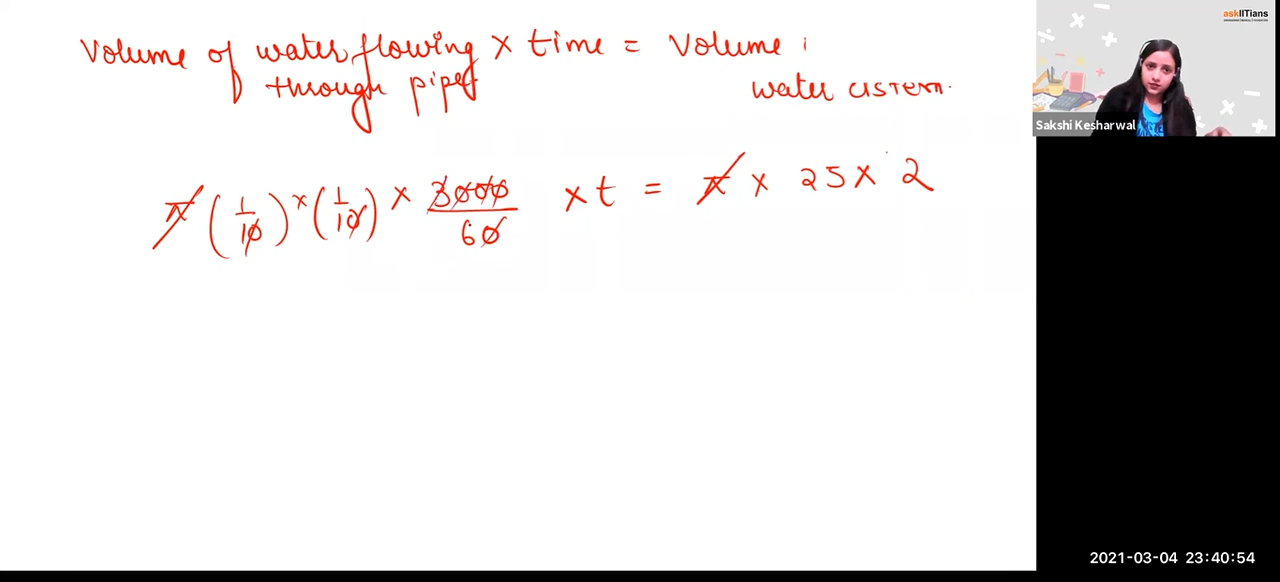 Volume of water flowing × time = Volume i
through pipe water cistern.
π (1/10) × (1/10) × 3000/60 × t = π × 25 × 2
askIITians
Sakshi Kesharwal
2021-03-04 23:40:54